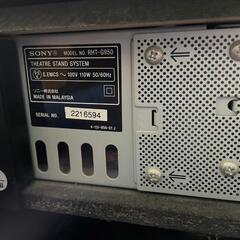 SONY® MODEL NO. RHT-G950
THEATRE STAND SYSTEM
S.EMCS ～ 100V 110W 50/60Hz
ソニー株式会社
MADE IN MALAYSIA
SERIAL NO. 2216594